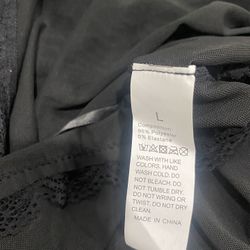 L
Composition:
95% Polyester
5% Elastane
WASH WITH LIKE
COLORS. HAND
WASH COLD. DO
NOT BLEACH. DO
NOT TUMBLE DRY.
DO NOT WRING OR
TWIST. DO NOT DRY
CLEAN.
MADE IN CHINA